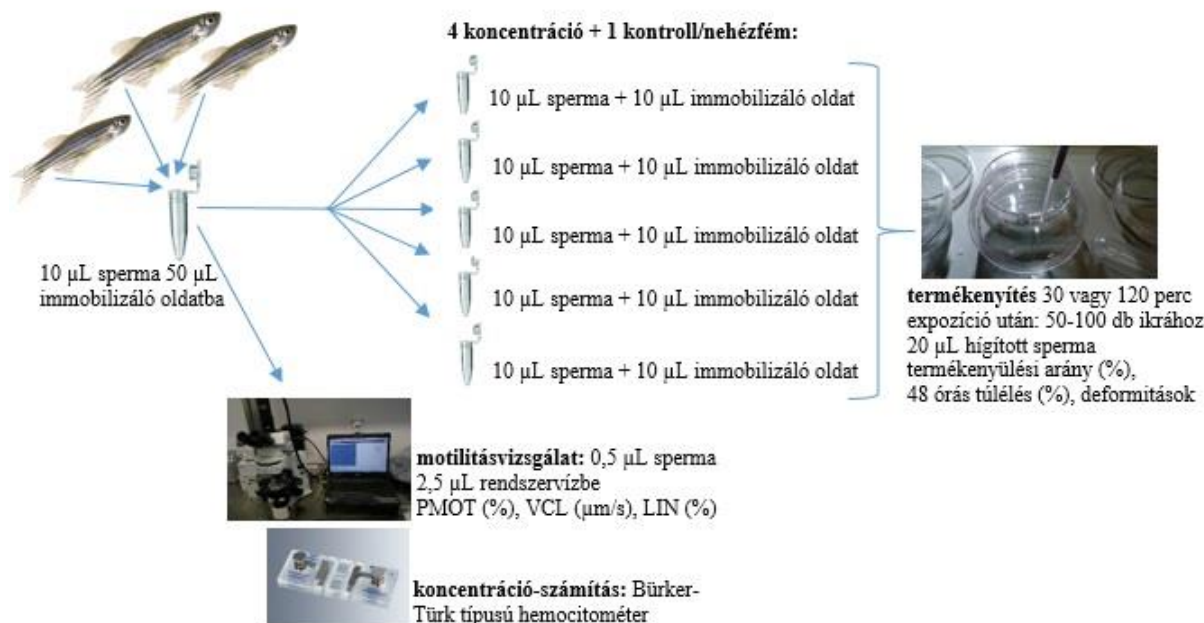 4 koncentráció + 1 kontroll/nehézfém:
10 µL sperma + 10 µL immobilizáló oldat
10 µL sperma + 10 µL immobilizáló oldat
10 µL sperma + 10 µL immobilizáló oldat
10 µL sperma + 10 µL immobilizáló oldat
10 µL sperma + 10 µL immobilizáló oldat
10 µL sperma 50 µL
immobilizáló oldatba
termékenyítés 30 vagy 120 perc
expozíció után: 50-100 db ikrához
20 µL hígított sperma
termékenyülési arány (%),
48 órás túlélés (%), deformitások
motilitásvizsgálat: 0,5 µL sperma
2,5 µL rendszervízbe
PMOT (%), VCL (µm/s), LIN (%)
koncentráció-számítás: Bürker-
Türk típusú hemocitométer